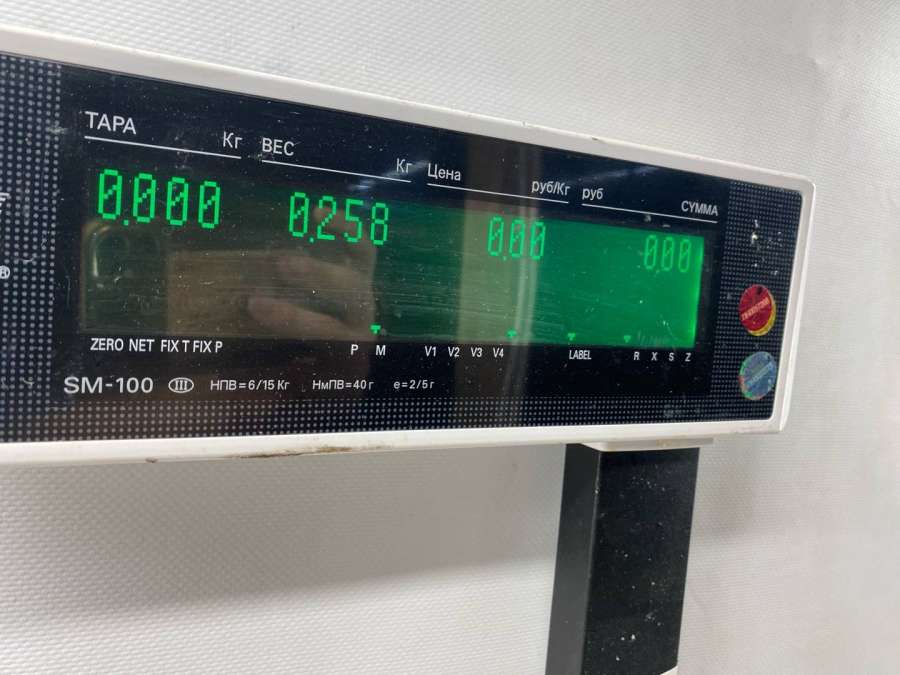 ТАРА Кг ВЕС Кг Цена руб/Кг руб СУММА
0.000 0.258 0.00 0.00
ZERO NET FIX T FIX P P M V1 V2 V3 V4 LABEL R X S Z
SM-100 III НПВ=6/15 Кг НмПВ=40 г е=2/5 г
®